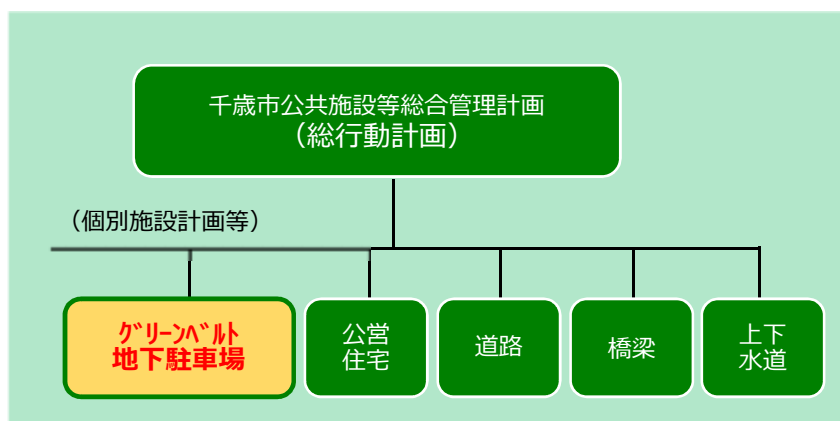 千歳市公共施設等総合管理計画
（総行動計画）
（個別施設計画等）
ｸﾞﾘｰﾝﾍﾞﾙﾄ
地下駐車場
公営
住宅
道路
橋梁
上下
水道